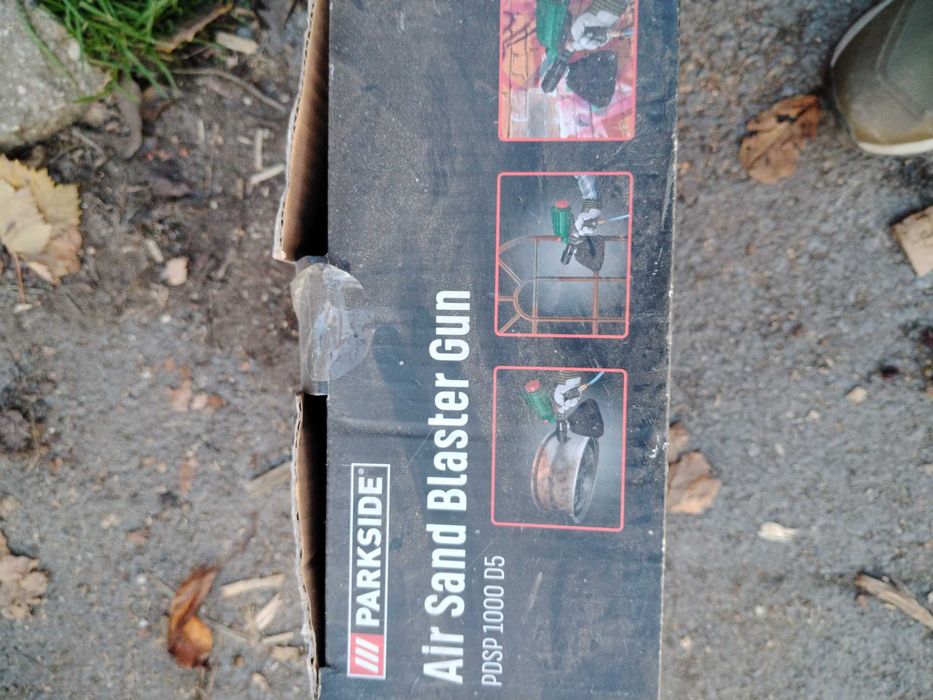 PARKSIDE®
Air Sand Blaster Gun
PDSP 1000 D5